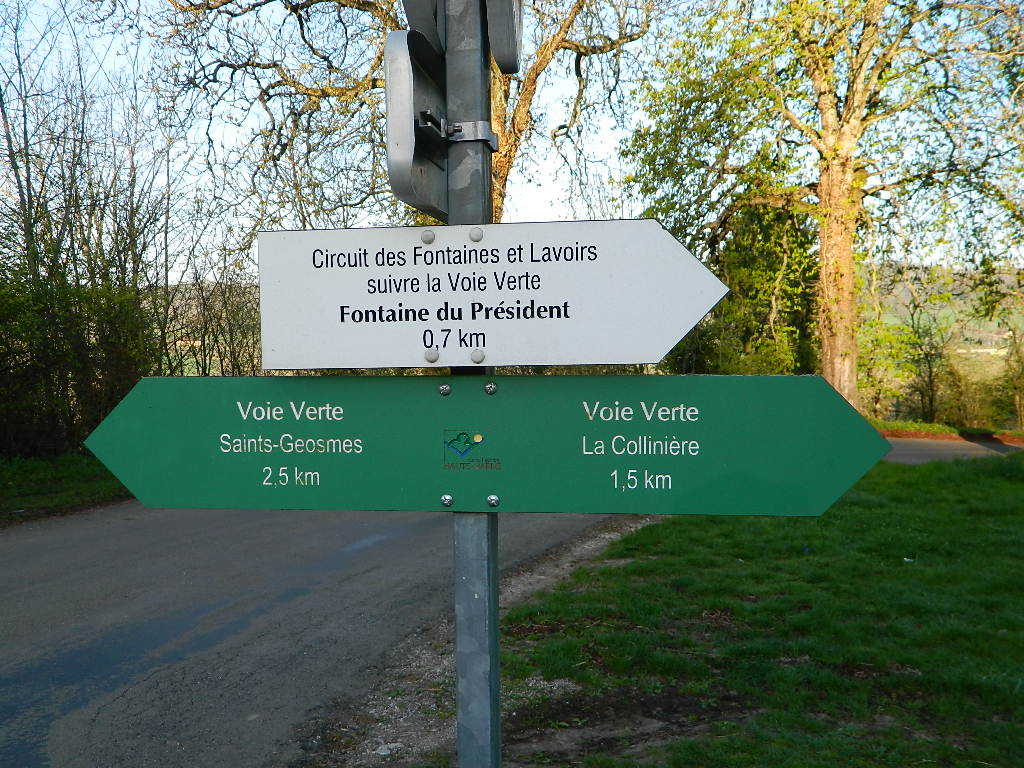 Circuit des Fontaines et Lavoirs
suivre la Voie Verte
Fontaine du Président
0,7 km
Voie Verte
Saints-Geosmes
2,5 km
Voie Verte
La Collinière
1,5 km